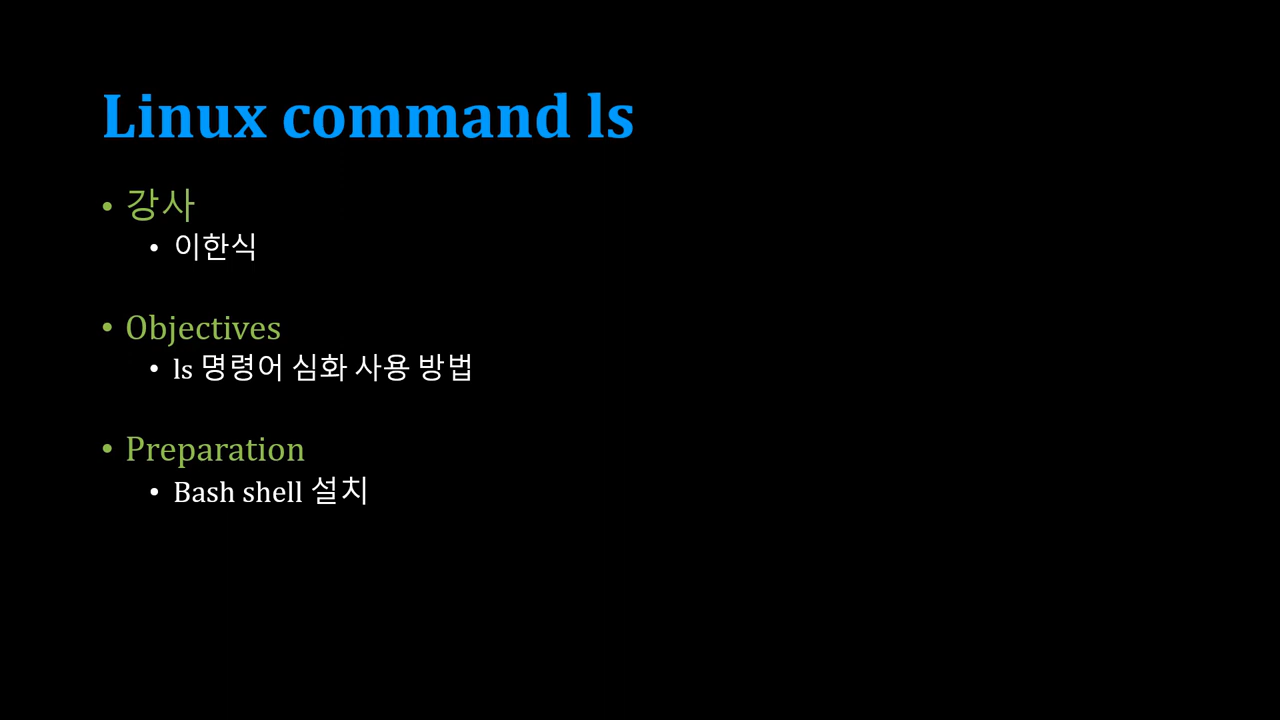 Linux command ls
• 강사
• 이한식
• Objectives
• ls 명령어 심화 사용 방법
• Preparation
• Bash shell 설치